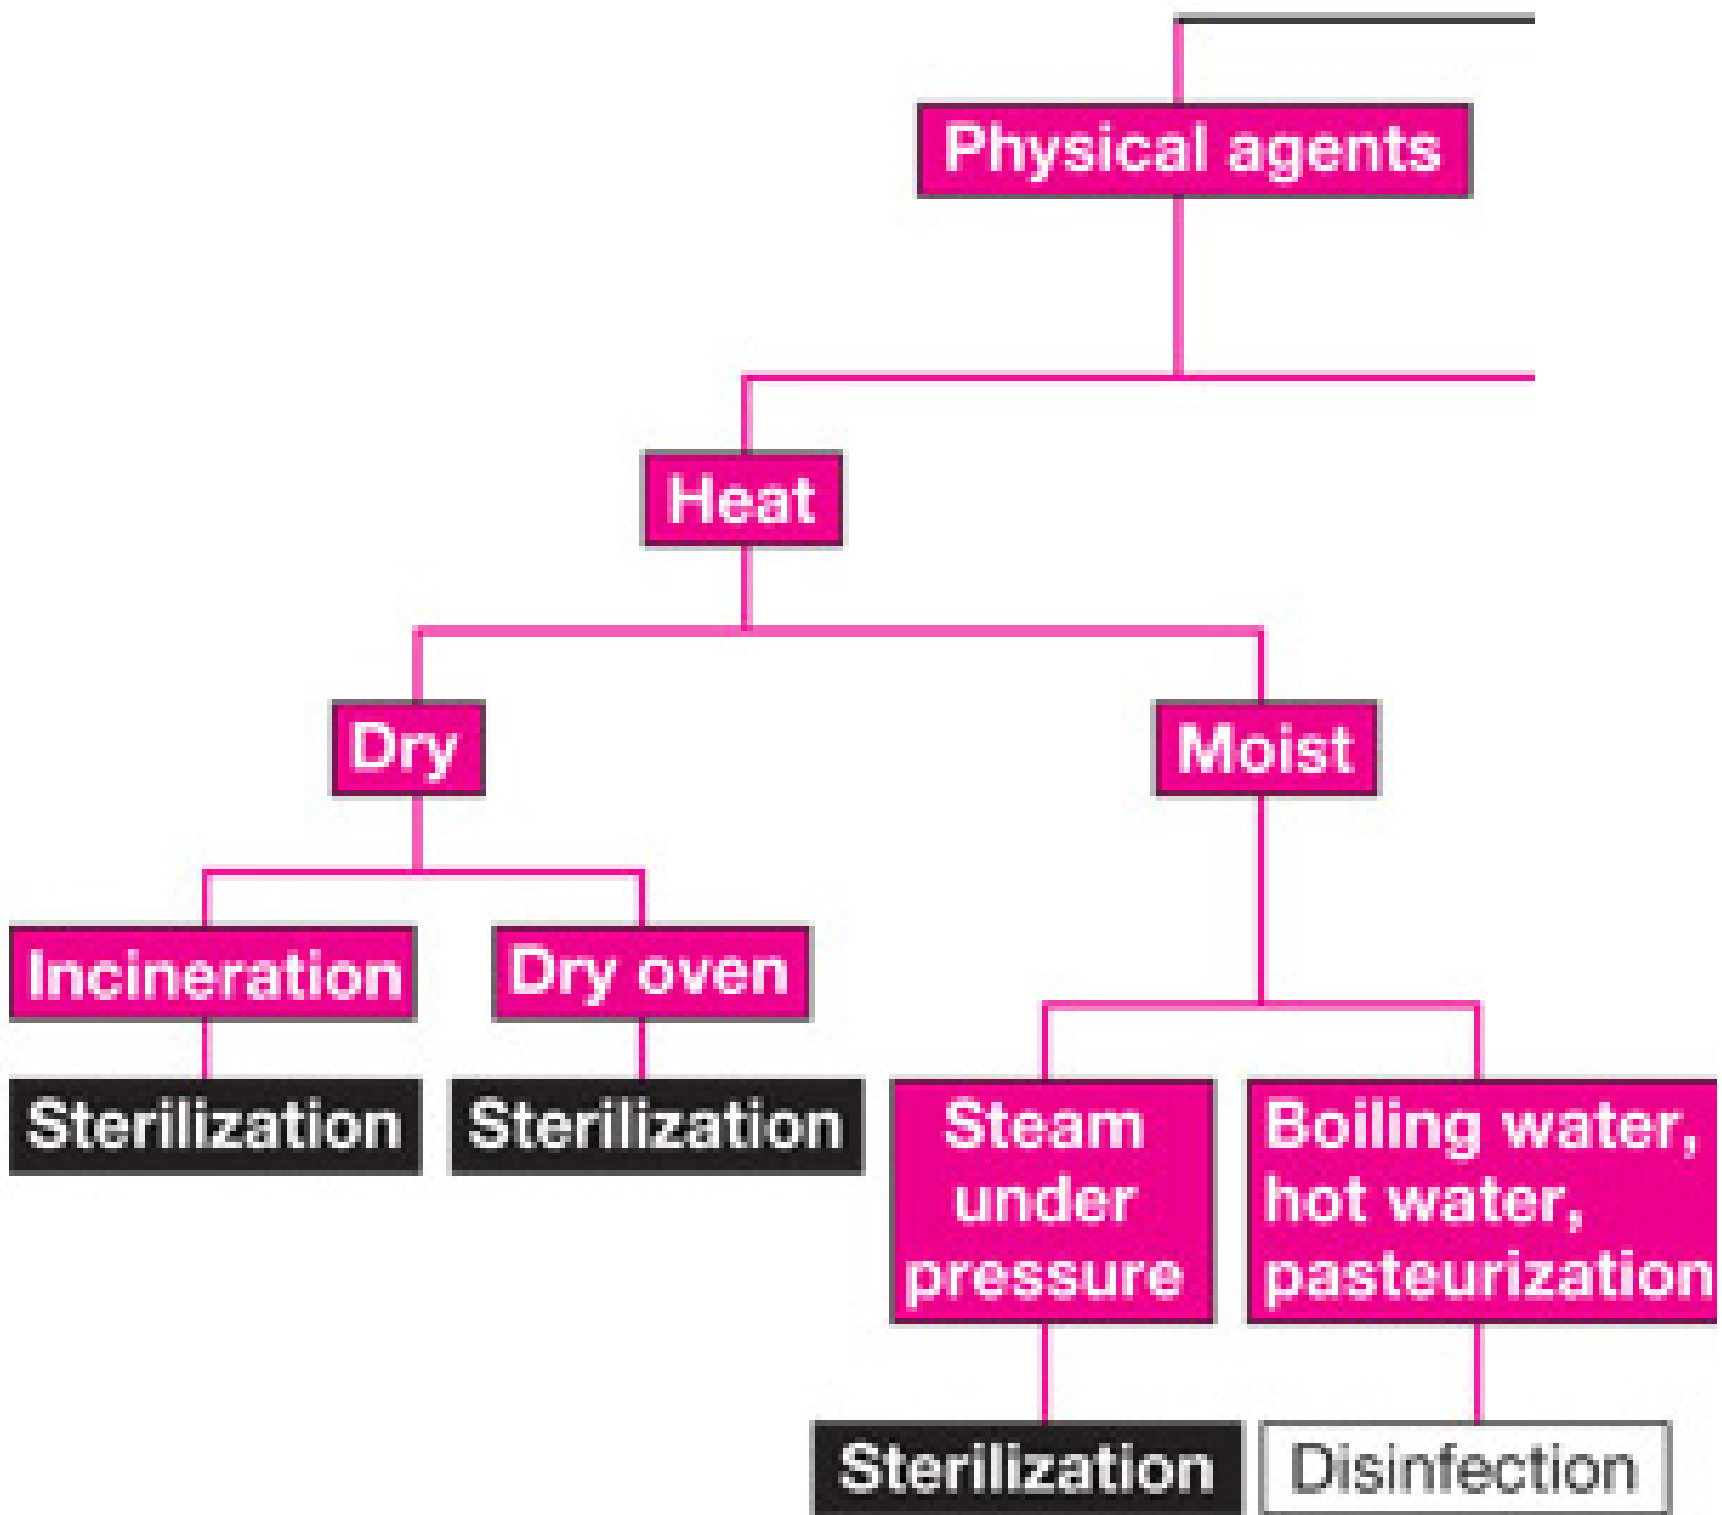 Physical agents
Heat
Dry
Moist
Incineration
Dry oven
Sterilization
Sterilization
Steam
under
pressure
Boiling water,
hot water,
pasteurization
Sterilization
Disinfection